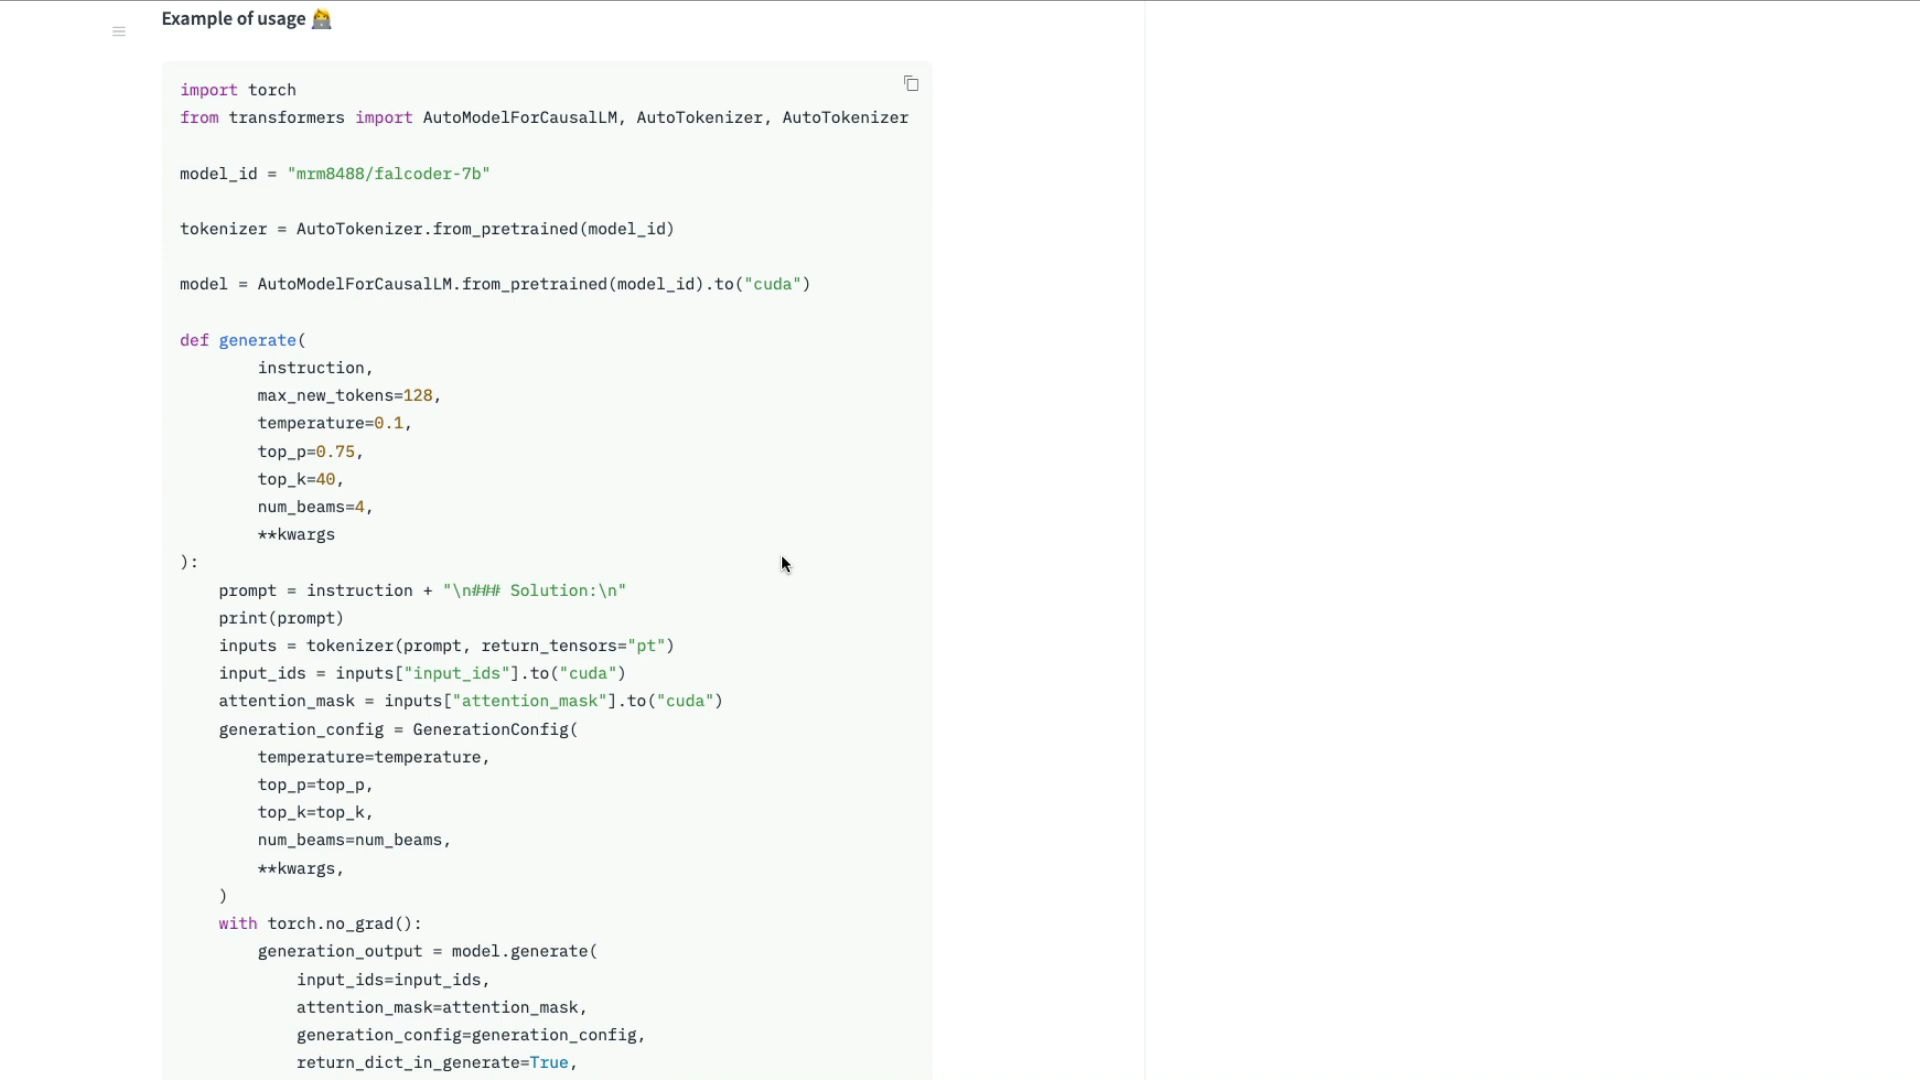 Example of usage 👩‍💻
import torch
from transformers import AutoModelForCausalLM, AutoTokenizer, AutoTokenizer
model_id = "mrm8488/falcoder-7b"
tokenizer = AutoTokenizer.from_pretrained(model_id)
model = AutoModelForCausalLM.from_pretrained(model_id).to("cuda")
def generate(
        instruction,
        max_new_tokens=128,
        temperature=0.1,
        top_p=0.75,
        top_k=40,
        num_beams=4,
        **kwargs
):
    prompt = instruction + "\n### Solution:\n"
    print(prompt)
    inputs = tokenizer(prompt, return_tensors="pt")
    input_ids = inputs["input_ids"].to("cuda")
    attention_mask = inputs["attention_mask"].to("cuda")
    generation_config = GenerationConfig(
        temperature=temperature,
        top_p=top_p,
        top_k=top_k,
        num_beams=num_beams,
        **kwargs,
    )
    with torch.no_grad():
        generation_output = model.generate(
            input_ids=input_ids,
            attention_mask=attention_mask,
            generation_config=generation_config,
            return_dict_in_generate=True,